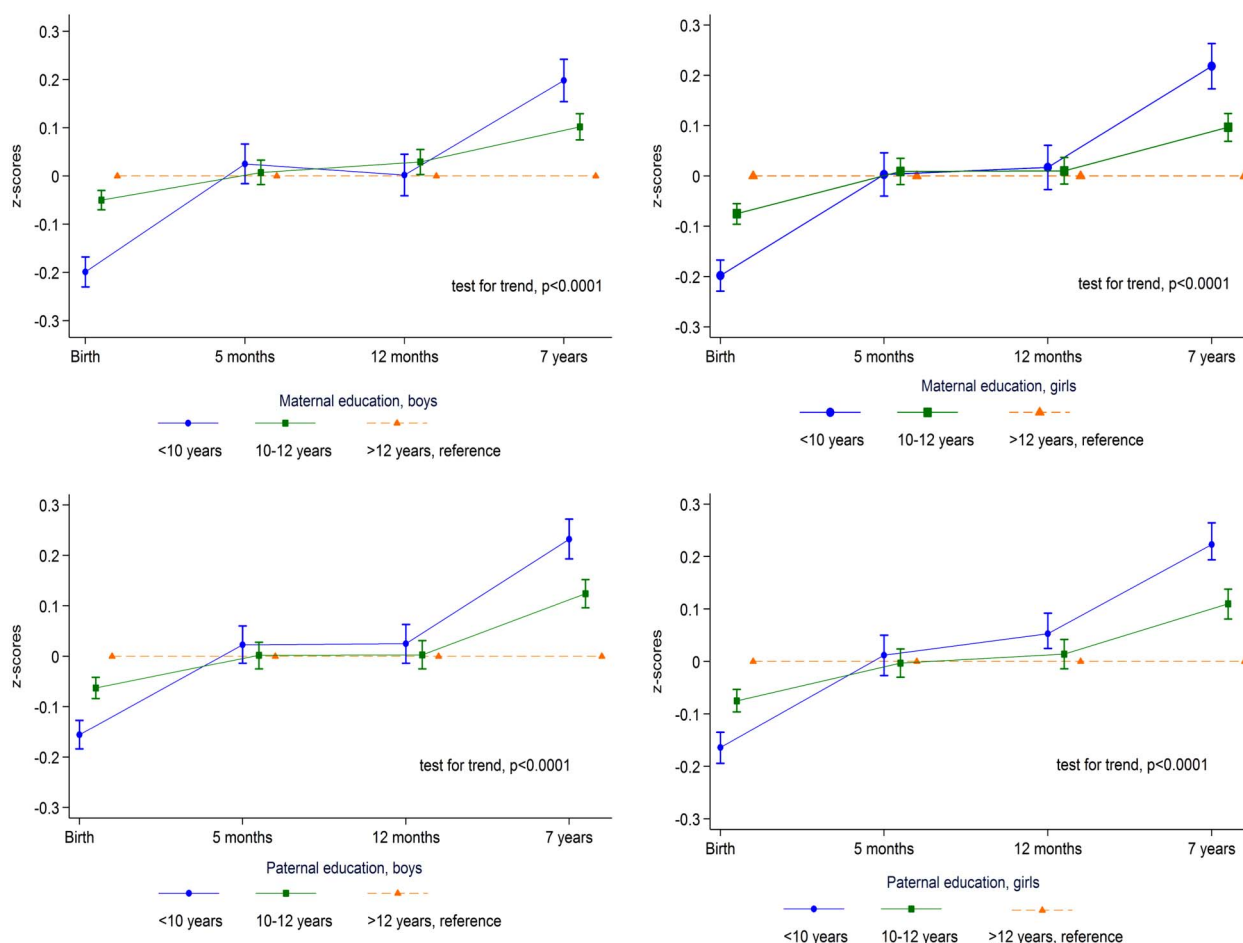 0.3
0.2
0.1
0
-0.1
-0.2
-0.3
z-scores
test for trend, p<0.0001
Birth 5 months 12 months 7 years
Maternal education, boys
<10 years 10-12 years >12 years, reference
0.3
0.2
0.1
0
-0.1
-0.2
-0.3
z-scores
test for trend, p<0.0001
Birth 5 months 12 months 7 years
Maternal education, girls
<10 years 10-12 years >12 years, reference
0.3
0.2
0.1
0
-0.1
-0.2
-0.3
z-scores
test for trend, p<0.0001
Birth 5 months 12 months 7 years
Paternal education, boys
<10 years 10-12 years >12 years, reference
0.3
0.2
0.1
0
-0.1
-0.2
-0.3
z-scores
test for trend, p<0.0001
Birth 5 months 12 months 7 years
Paternal education, girls
<10 years 10-12 years >12 years, reference